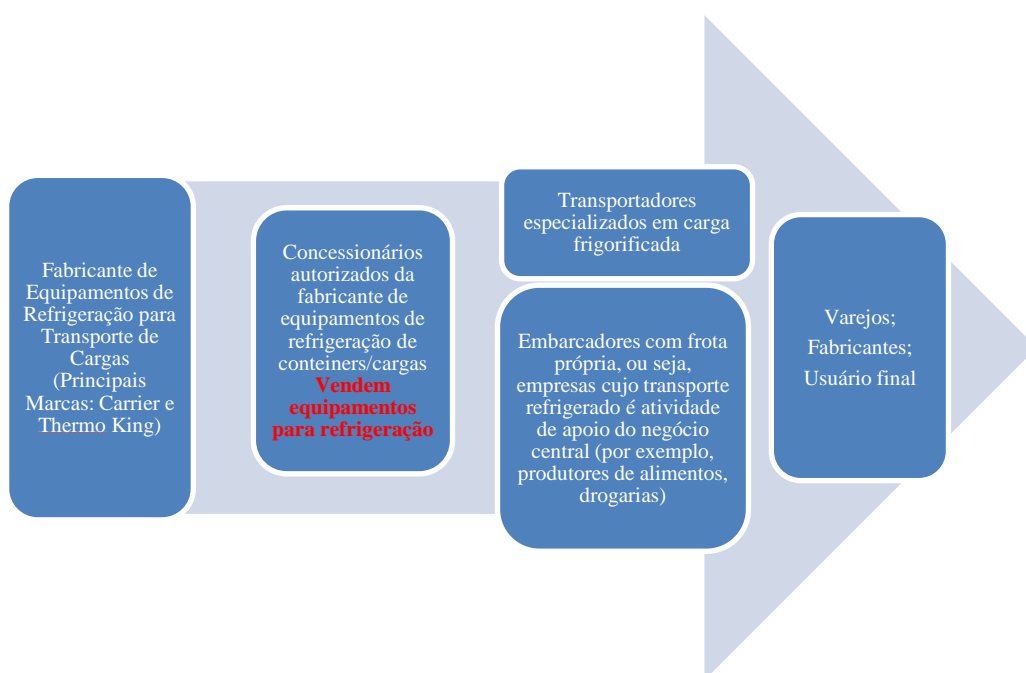 Fabricante de
Equipamentos de
Refrigeração para
Transporte de
Cargas
(Principais
Marcas: Carrier e
Thermo King)
Concessionários
autorizados da
fabricante de
equipamentos de
refrigeração de
conteiners/cargas
Vendem
equipamentos
para refrigeração
Transportadores
especializados em carga
frigorificada
Embarcadores com frota
própria, ou seja,
empresas cujo transporte
refrigerado é atividade
de apoio do negócio
central (por exemplo,
produtores de alimentos,
drogarias)
Varejos;
Fabricantes;
Usuário final